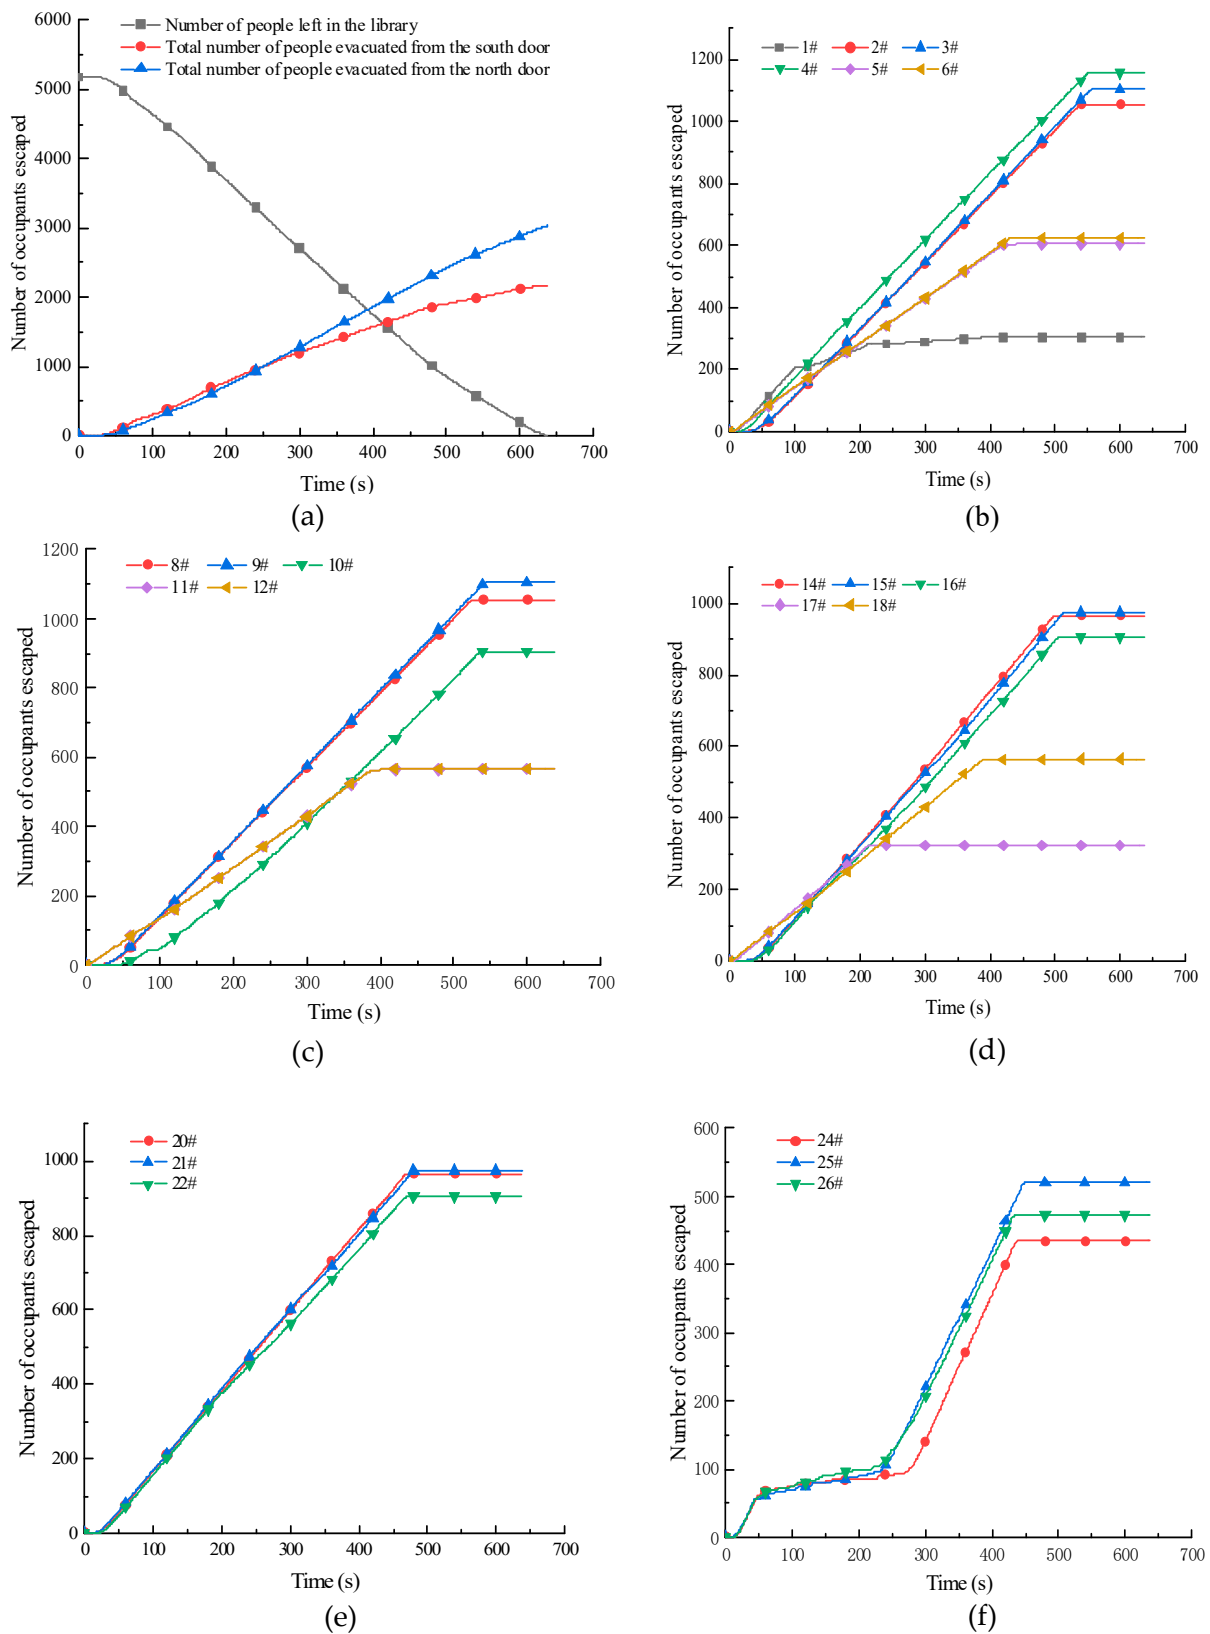 Number of people left in the library
Total number of people evacuated from the south door
Total number of people evacuated from the north door
6000
5000
4000
3000
2000
1000
0
Number of occupants escaped
0 100 200 300 400 500 600 700
Time (s)
(a)
1# 2# 3#
4# 5# 6#
1200
1000
800
600
400
200
0
Number of occupants escaped
0 100 200 300 400 500 600 700
Time (s)
(b)
8# 9# 10#
11# 12#
1200
1000
800
600
400
200
0
Number of occupants escaped
0 100 200 300 400 500 600 700
Time (s)
(c)
14# 15# 16#
17# 18#
1000
800
600
400
200
0
Number of occupants escaped
0 100 200 300 400 500 600 700
Time (s)
(d)
20#
21#
22#
1000
800
600
400
200
0
Number of occupants escaped
0 100 200 300 400 500 600 700
Time (s)
(e)
24#
25#
26#
600
500
400
300
200
100
0
Number of occupants escaped
0 100 200 300 400 500 600 700
Time (s)
(f)